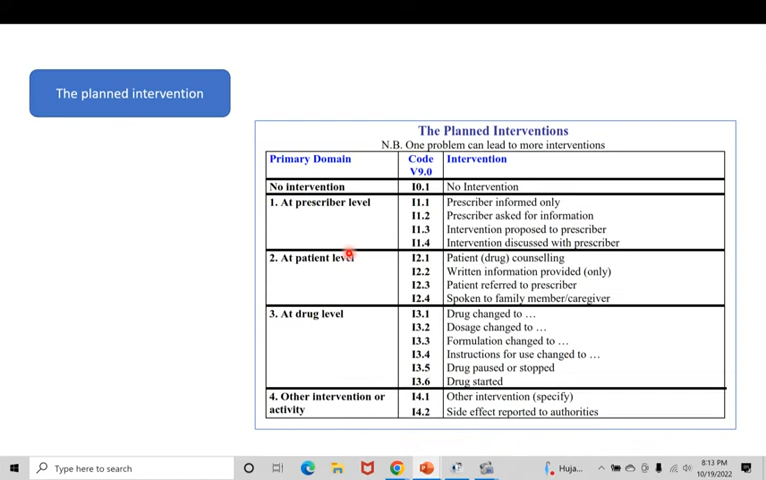 The planned intervention
The Planned Interventions
N.B. One problem can lead to more interventions
Primary Domain Code V9.0 Intervention
No intervention I0.1 No Intervention
1. At prescriber level I1.1 Prescriber informed only
I1.2 Prescriber asked for information
I1.3 Intervention proposed to prescriber
I1.4 Intervention discussed with prescriber
2. At patient level I2.1 Patient (drug) counselling
I2.2 Written information provided (only)
I2.3 Patient referred to prescriber
I2.4 Spoken to family member/caregiver
3. At drug level I3.1 Drug changed to …
I3.2 Dosage changed to …
I3.3 Formulation changed to …
I3.4 Instructions for use changed to …
I3.5 Drug paused or stopped
I3.6 Drug started
4. Other intervention or I4.1 Other intervention (specify)
activity I4.2 Side effect reported to authorities
Type here to search
Huja...
8:13 PM
10/19/2022